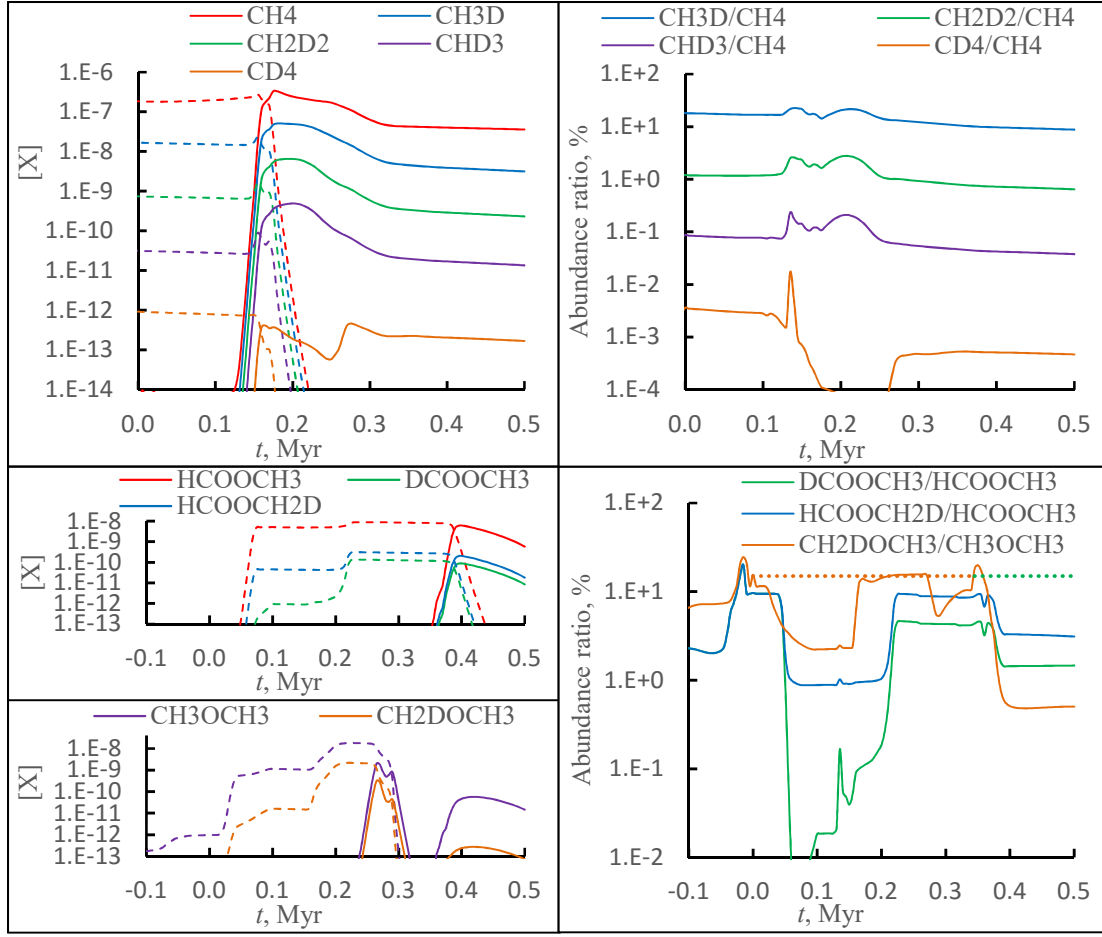 CH4 CH3D
CH2D2 CHD3
CD4
1.E-6
1.E-7
1.E-8
1.E-9
1.E-10
1.E-11
1.E-12
1.E-13
1.E-14
[X]
0.0 0.1 0.2 0.3 0.4 0.5
t, Myr
CH3D/CH4 CH2D2/CH4
CHD3/CH4 CD4/CH4
1.E+2
1.E+1
1.E+0
1.E-1
1.E-2
1.E-3
1.E-4
Abundance ratio, %
0.0 0.1 0.2 0.3 0.4 0.5
t, Myr
HCOOCH3 DCOOCH3
HCOOCH2D
1.E-8
1.E-9
1.E-10
1.E-11
1.E-12
1.E-13
[X]
-0.1 0.0 0.1 0.2 0.3 0.4 0.5
t, Myr
CH3OCH3 CH2DOCH3
1.E-8
1.E-9
1.E-10
1.E-11
1.E-12
1.E-13
[X]
-0.1 0.0 0.1 0.2 0.3 0.4 0.5
t, Myr
DCOOCH3/HCOOCH3
HCOOCH2D/HCOOCH3
CH2DOCH3/CH3OCH3
1.E+2
1.E+1
1.E+0
1.E-1
1.E-2
Abundance ratio, %
-0.1 0.0 0.1 0.2 0.3 0.4 0.5
t, Myr